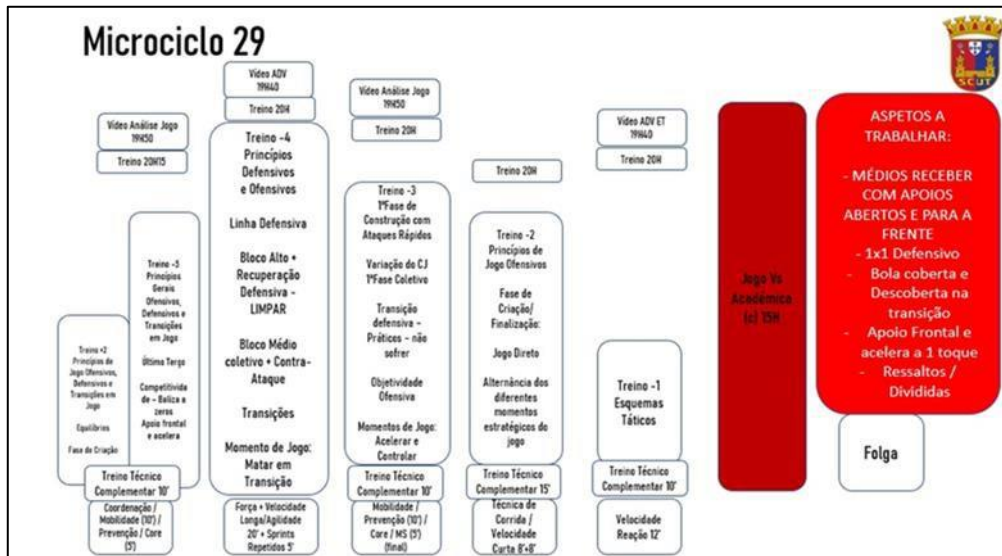 Microciclo 29
SCUT
Treino +2
Princípios de
Jogo Ofensivos,
Defensivos e
Transições em
Jogo
Equilíbrios
Fase de Criação
Vídeo Análise Jogo
19H50
Treino 20H15
Treino -5
Princípios
Gerais
Ofensivos,
Defensivos e
Transições
em Jogo
Último Terço
Competitivida
de - Baliza a
zeros
Apoio frontal
e acelera
Treino Técnico
Complementar 10'
Coordenação /
Mobilidade (10') /
Prevenção / Core
(5')
Vídeo ADV
19H40
Treino 20H
Treino -4
Princípios
Defensivos
e Ofensivos
Linha Defensiva
Bloco Alto +
Recuperação
Defensiva -
LIMPAR
Bloco Médio
coletivo + Contra-
Ataque
Transições
Momento de Jogo:
Matar em
Transição
Força + Velocidade
Longa/Agilidade
20' + Sprints
Repetidos 5'
Vídeo Análise Jogo
19H50
Treino 20H
Treino -3
1ªFase de
Construção com
Ataques Rápidos
Variação do CJ
1ªFase Coletivo
Transição
defensiva –
Práticos – não
sofrer
Objetividade
Ofensiva
Momentos de Jogo:
Acelerar e
Controlar
Treino Técnico
Complementar 10'
Mobilidade /
Prevenção (10') /
Core / MS (5')
(final)
Treino 20H
Treino -2
Princípios de
Jogo Ofensivos
Fase de
Criação/
Finalização:
Jogo Direto
Alternância dos
diferentes
momentos
estratégicos do
jogo
Treino Técnico
Complementar 15'
Técnica de
Corrida /
Velocidade
Curta 8'+8'
Vídeo ADV ET
19H40
Treino 20H
Treino -1
Esquemas
Táticos
Treino Técnico
Complementar 10'
Velocidade
Reação 12'
Jogo Vs
Académica
(c) 15H
ASPETOS A
TRABALHAR:
- MÉDIOS RECEBER
COM APOIOS
ABERTOS E PARA A
FRENTE
- 1x1 Defensivo
- Bola coberta e
Descoberta na
transição
- Apoio Frontal e
acelera a 1 toque
- Ressaltos /
Divídidas
Folga